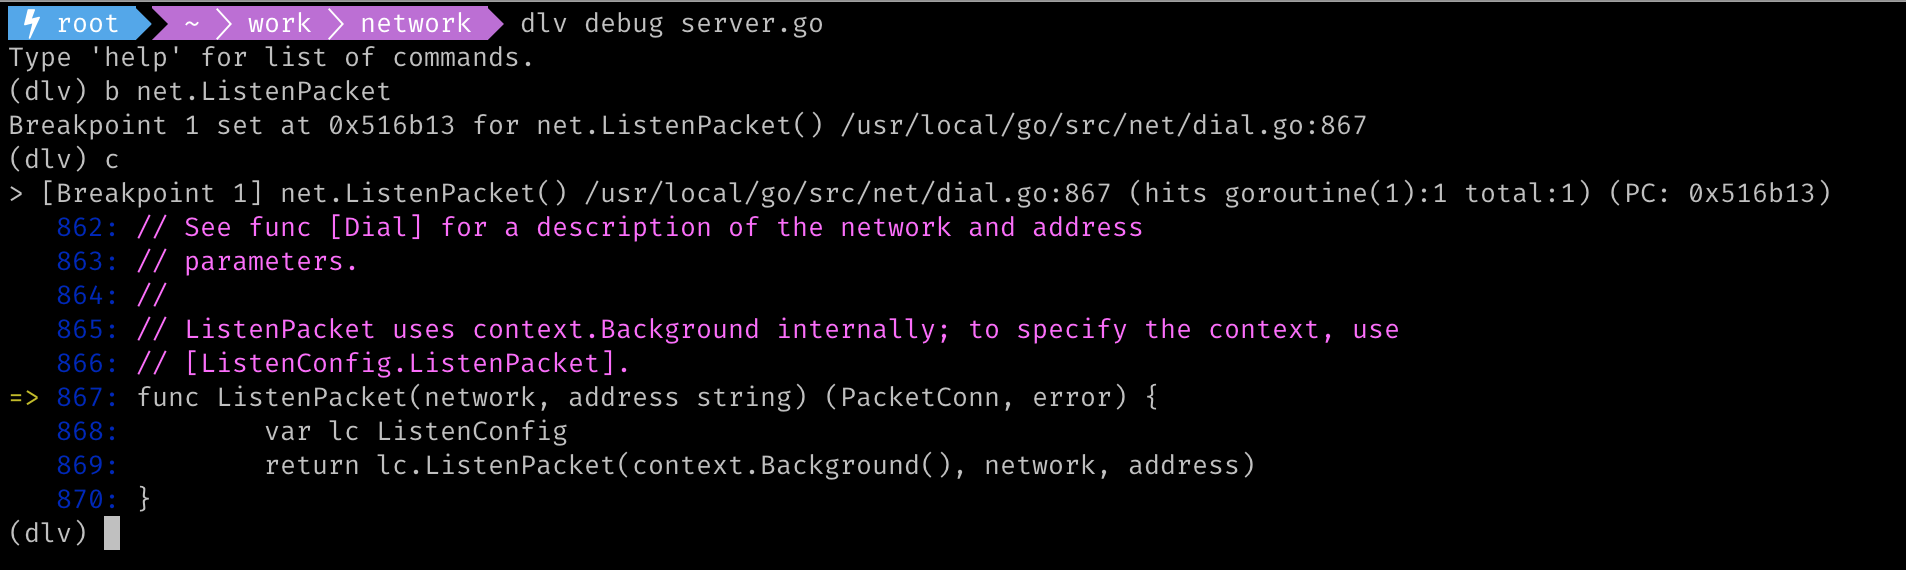 root ~ work network dlv debug server.go
Type 'help' for list of commands.
(dlv) b net.ListenPacket
Breakpoint 1 set at 0x516b13 for net.ListenPacket() /usr/local/go/src/net/dial.go:867
(dlv) c
> [Breakpoint 1] net.ListenPacket() /usr/local/go/src/net/dial.go:867 (hits goroutine(1):1 total:1) (PC: 0x516b13)
862: // See func [Dial] for a description of the network and address
863: // parameters.
864: //
865: // ListenPacket uses context.Background internally; to specify the context, use
866: // [ListenConfig.ListenPacket].
=> 867: func ListenPacket(network, address string) (PacketConn, error) {
868: var lc ListenConfig
869: return lc.ListenPacket(context.Background(), network, address)
870: }
(dlv)